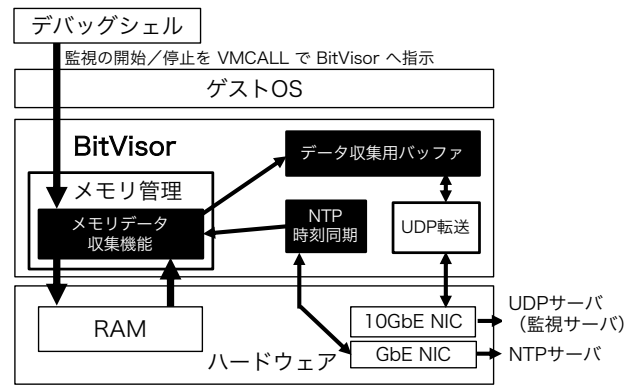 デバッグシェル
監視の開始／停止を VMCALL で BitVisor へ指示
ゲストOS
BitVisor
データ収集用バッファ
メモリ管理
メモリデータ
収集機能
NTP
時刻同期
UDP転送
RAM
ハードウェア
10GbE NIC
GbE NIC
UDPサーバ
（監視サーバ）
NTPサーバ